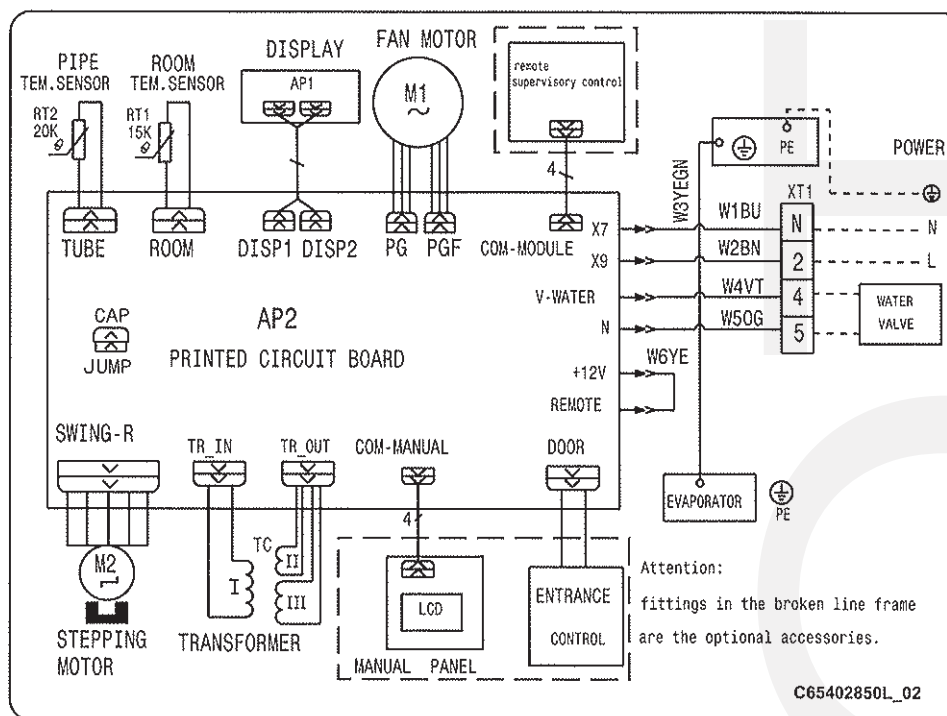 PIPE
TEM.SENSOR
ROOM
TEM.SENSOR
DISPLAY
FAN MOTOR
remote
supervisory control
RT2
20K
θ
RT1
15K
θ
AP1
M1
~
4
PE
POWER
W3YEGN
XT1
TUBE
ROOM
DISP1
DISP2
PG
PGF
COM-MODULE
X7
W1BU
N
N
X9
W2BN
2
L
V-WATER
W4VT
4
WATER
VALVE
N
W5OG
5
CAP
JUMP
AP2
PRINTED CIRCUIT BOARD
+12V
W6YE
REMOTE
SWING-R
TR_IN
TR_OUT
COM-MANUAL
DOOR
EVAPORATOR
PE
4
M2
TC
I
II
III
LCD
ENTRANCE
CONTROL
STEPPING
MOTOR
TRANSFORMER
MANUAL PANEL
Attention:
fittings in the broken line frame
are the optional accessories.
C65402850L_02